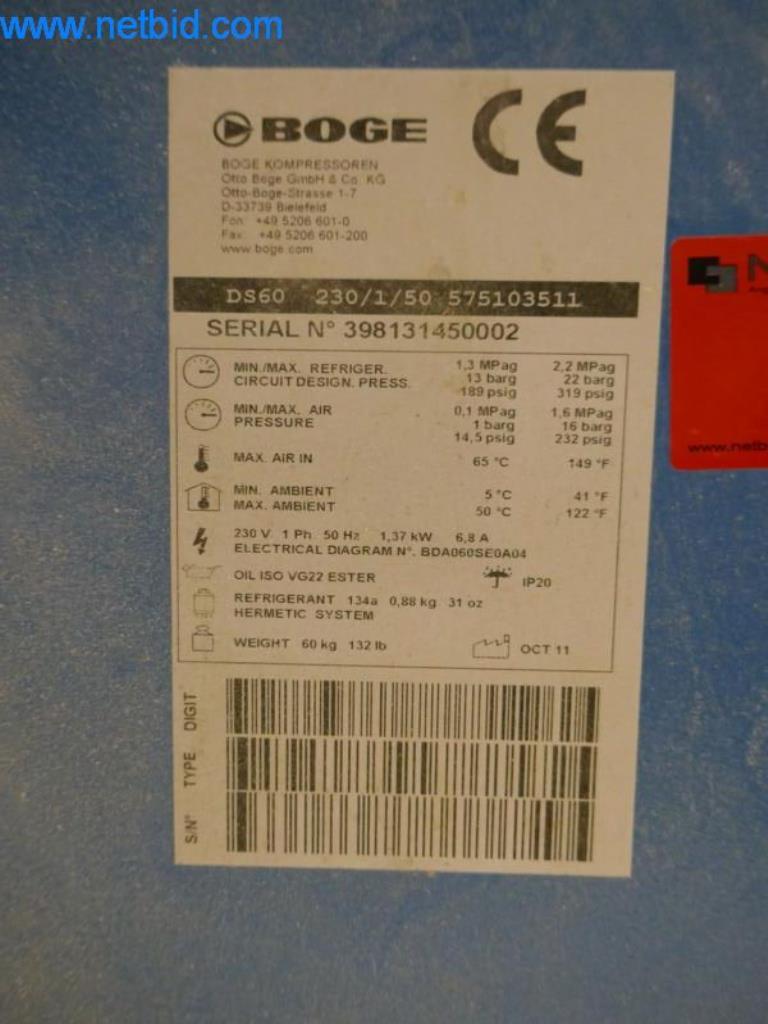 www.netbid.com
BOGE CE
BOGE KOMPRESSOREN
Otto Boge GmbH & Co. KG
Otto-Boge-Strasse 1-7
D-33739 Bielefeld
Fon: +49 5206 601-0
Fax: +49 5206 601-200
www.boge.com
DS60 230/1/50 575103511
SERIAL N° 398131450002
MIN./MAX. REFRIGER. 1,3 MPag 2,2 MPag
CIRCUIT DESIGN. PRESS. 13 barg 22 barg
189 psig 319 psig
MIN./MAX. AIR 0,1 MPag 1,6 MPag
PRESSURE 1 barg 16 barg
14,5 psig 232 psig
MAX. AIR IN 65 °C 149 °F
MIN. AMBIENT 5 °C 41 °F
MAX. AMBIENT 50 °C 122 °F
230 V 1 Ph 50 Hz 1,37 kW 6,8 A
ELECTRICAL DIAGRAM N°. BDA060SE0A04
OIL ISO VG22 ESTER IP20
REFRIGERANT 134a 0,88 kg 31 oz
HERMETIC SYSTEM
WEIGHT 60 kg 132 lb OCT 11
S/N° TYPE DIGIT
N
www.netb